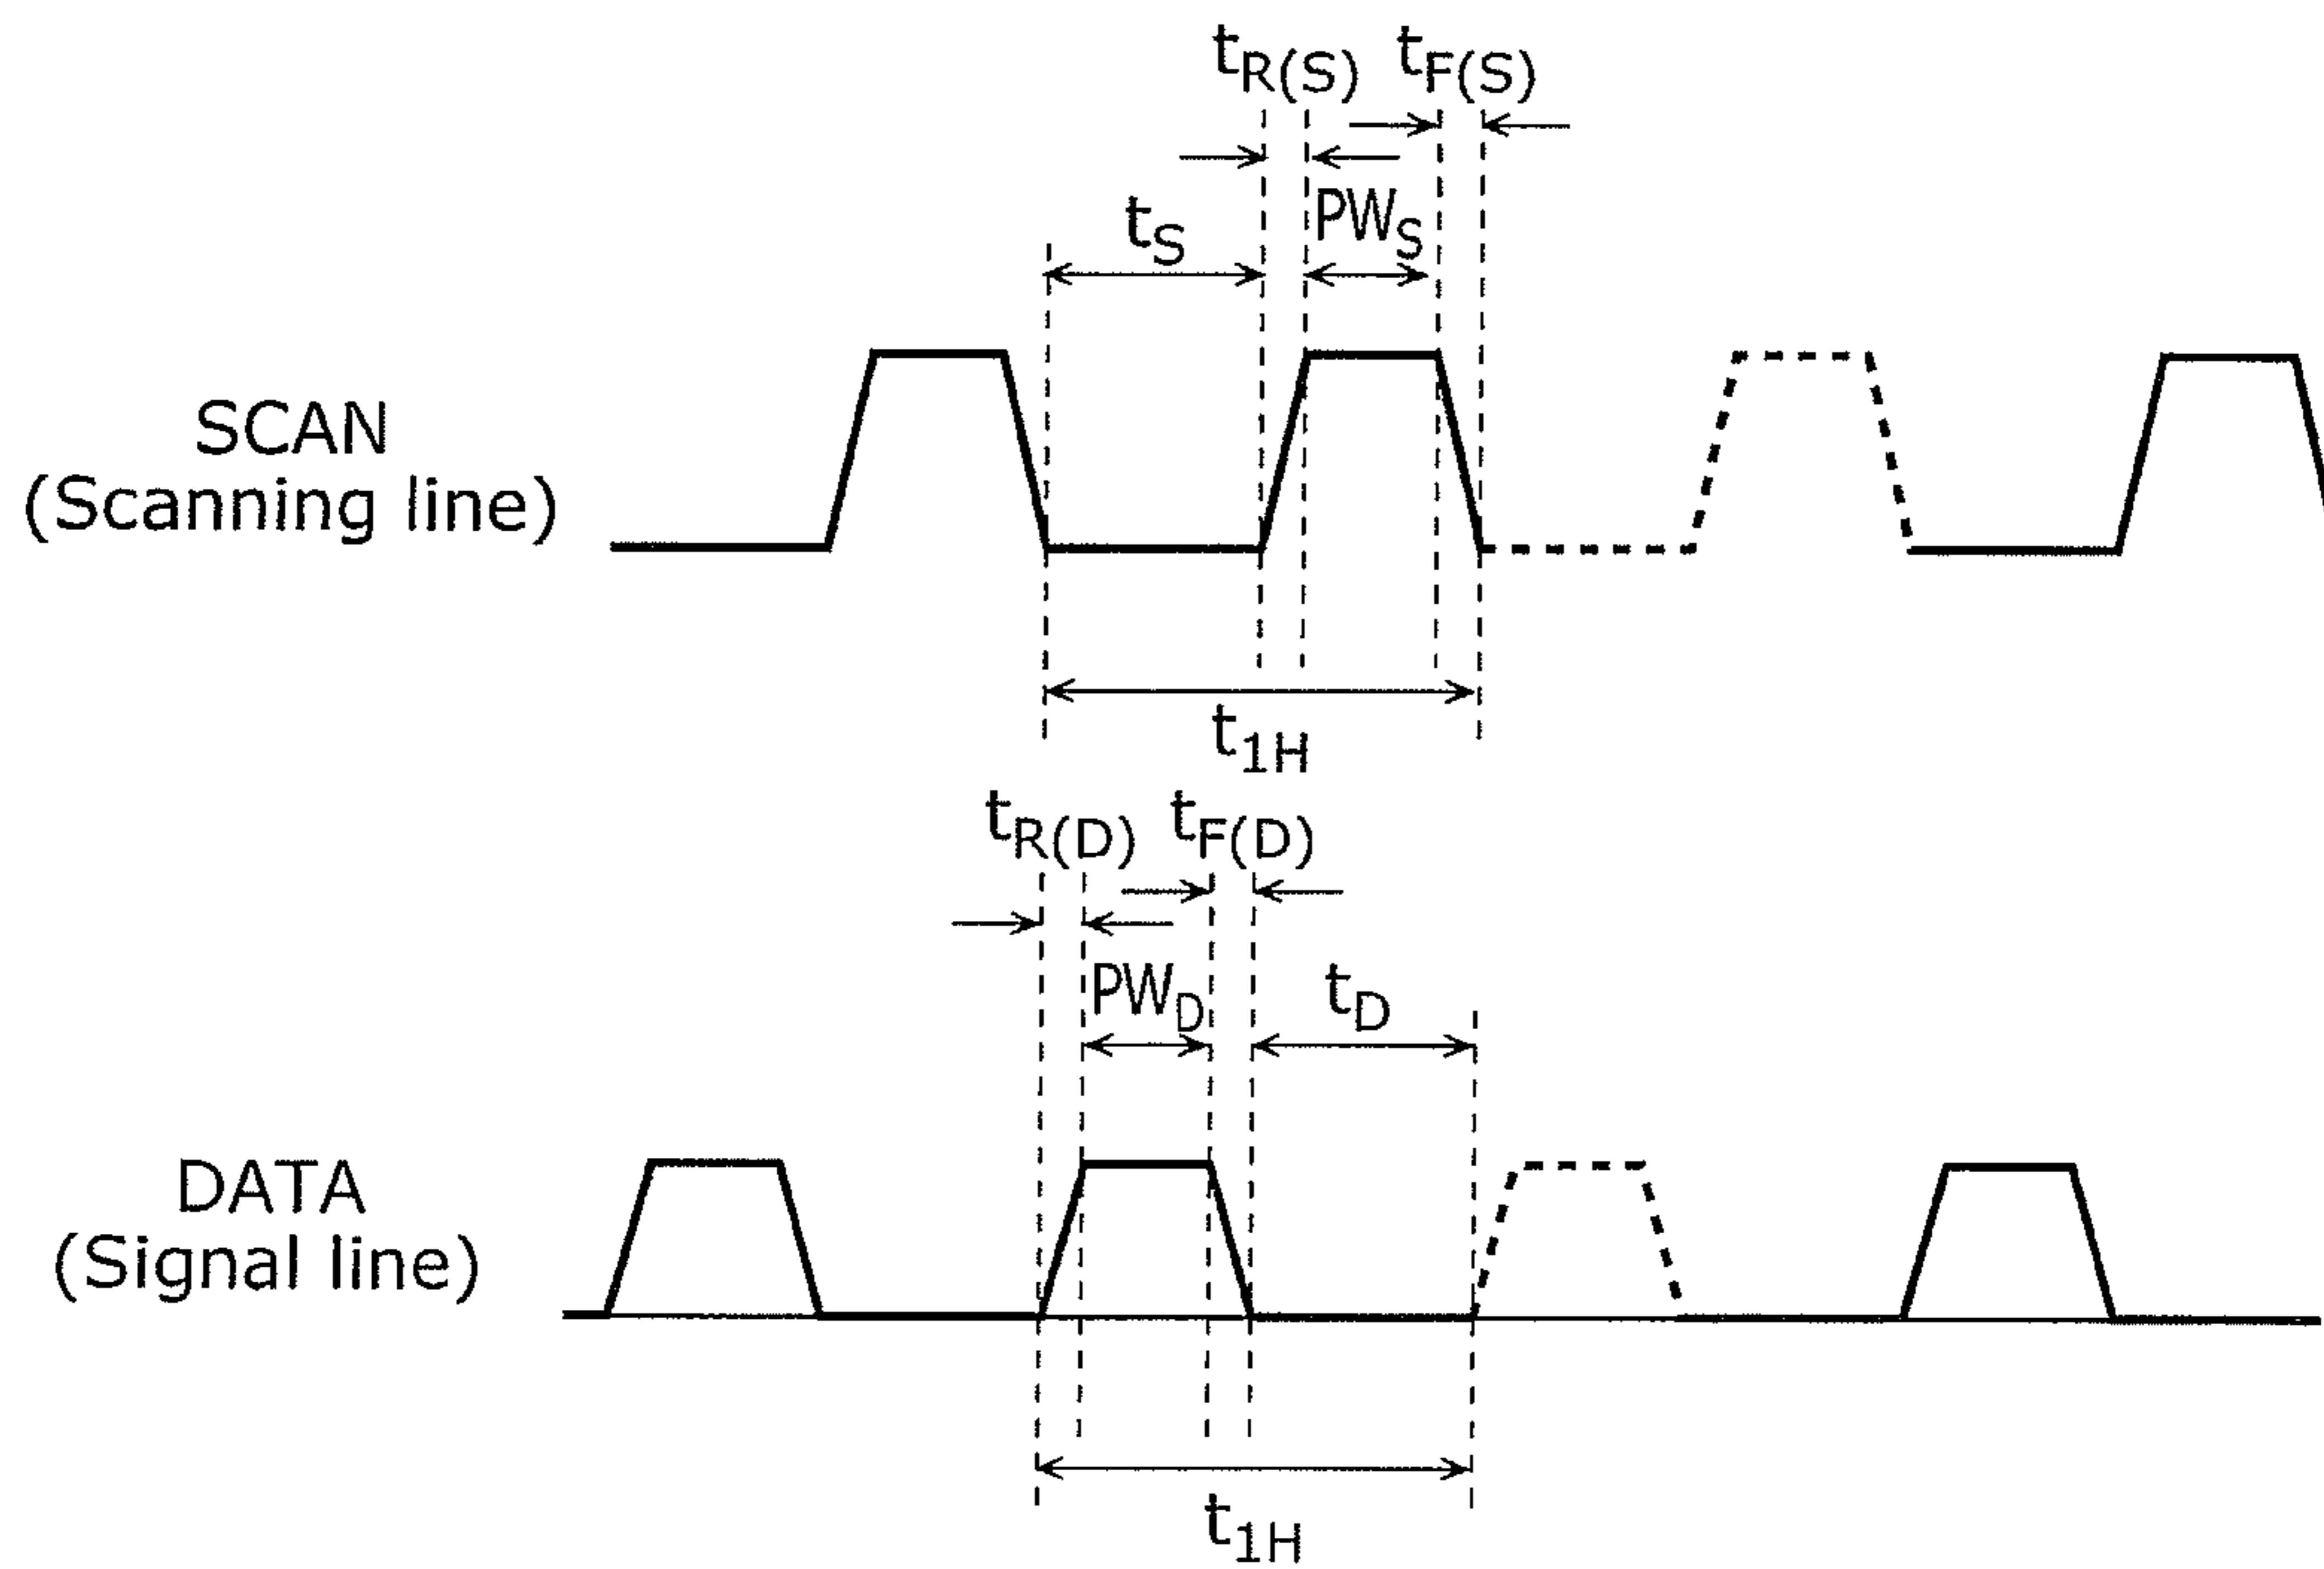 tR(S) tF(S)
tS PWS
SCAN
(Scanning line)
t1H
tR(D) tF(D)
PWD tD
DATA
(Signal line)
t1H